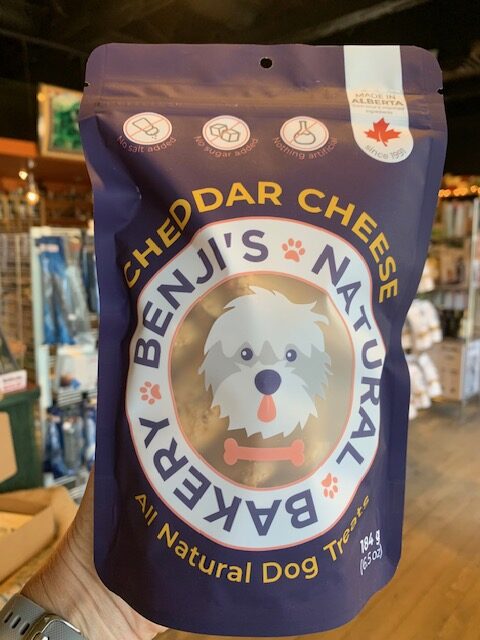 MADE IN
ALBERTA
ingredients
since 1991
No salt added
No sugar added
Nothing artificial
CHEDDAR CHEESE
BENJI'S NATURAL BAKERY
All Natural Dog Treats
184 g
(6.5 oz)